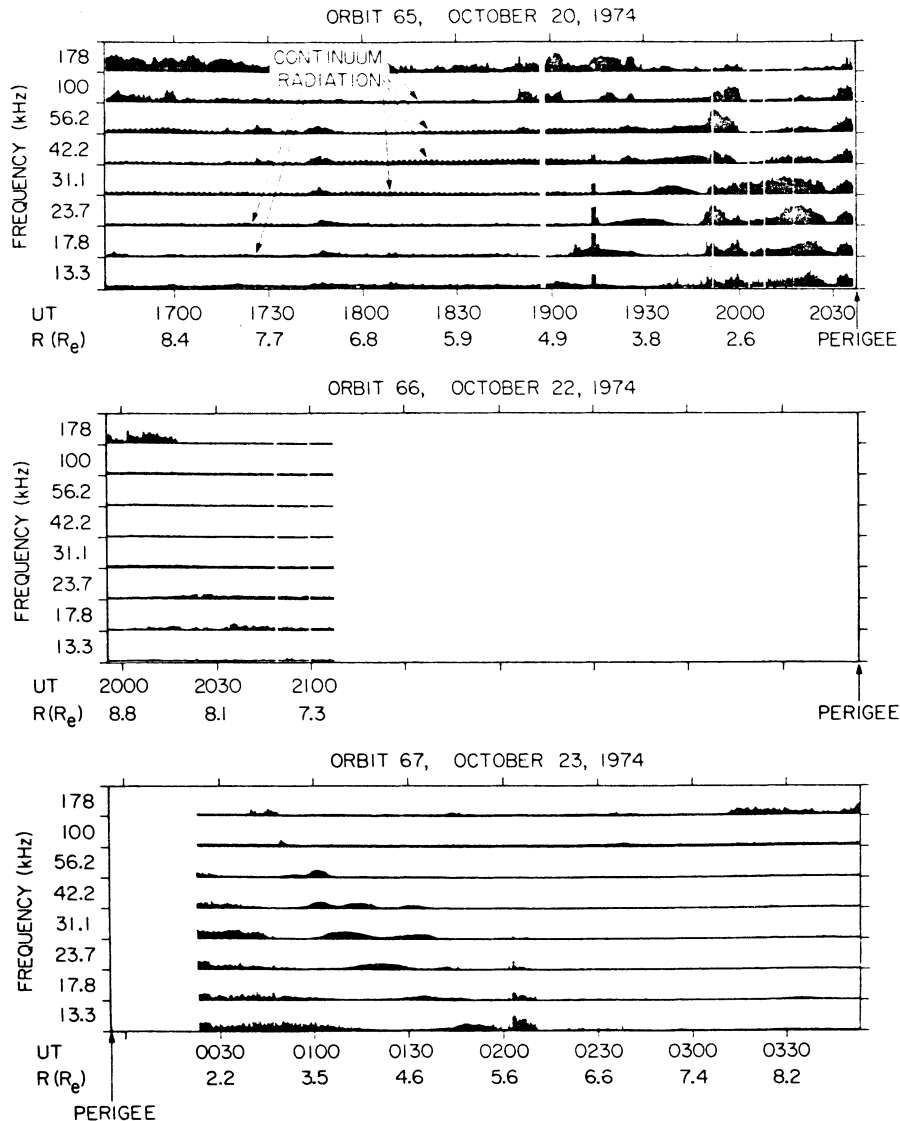 ORBIT 65, OCTOBER 20, 1974
CONTINUUM
RADIATION
FREQUENCY (kHz)
178
100
56.2
42.2
31.1
23.7
17.8
13.3
UT 1700 1730 1800 1830 1900 1930 2000 2030
R (Re) 8.4 7.7 6.8 5.9 4.9 3.8 2.6 PERIGEE
ORBIT 66, OCTOBER 22, 1974
FREQUENCY (kHz)
178
100
56.2
42.2
31.1
23.7
17.8
13.3
UT 2000 2030 2100
R(Re) 8.8 8.1 7.3 PERIGEE
ORBIT 67, OCTOBER 23, 1974
FREQUENCY (kHz)
178
100
56.2
42.2
31.1
23.7
17.8
13.3
UT 0030 0100 0130 0200 0230 0300 0330
R(Re) 2.2 3.5 4.6 5.6 6.6 7.4 8.2
PERIGEE